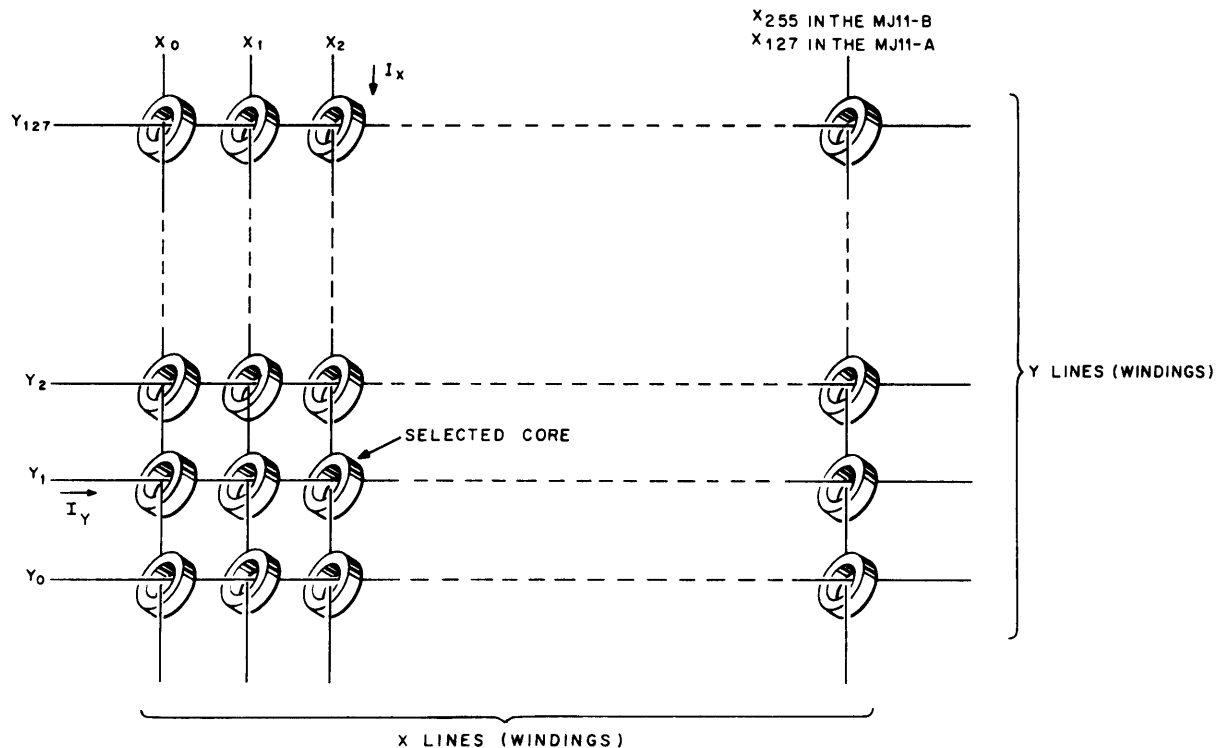 X255 IN THE MJ11-B
X127 IN THE MJ11-A
X0 X1 X2
IX
Y127
Y2
Y LINES (WINDINGS)
SELECTED CORE
Y1
IY
Y0
X LINES (WINDINGS)